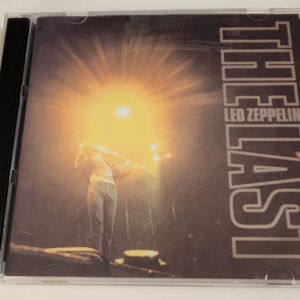 THE LAST
LED ZEPPELIN